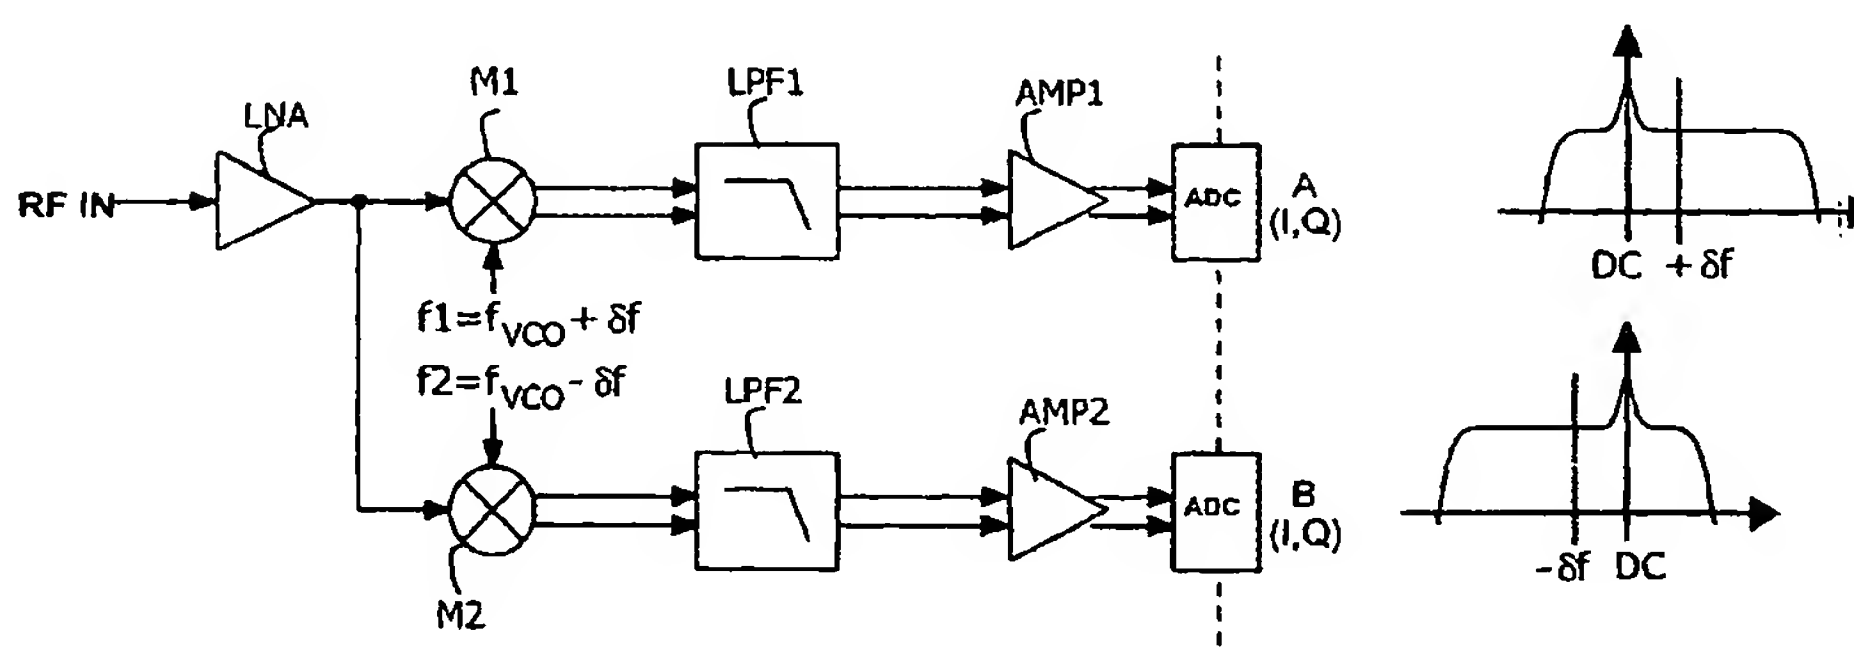 RF IN
LNA
M1
LPF1
AMP1
ADC
A
(I,Q)
f1=fVCO+ δf
f2=fVCO- δf
LPF2
AMP2
ADC
B
(I,Q)
M2
DC + δf
-δf DC